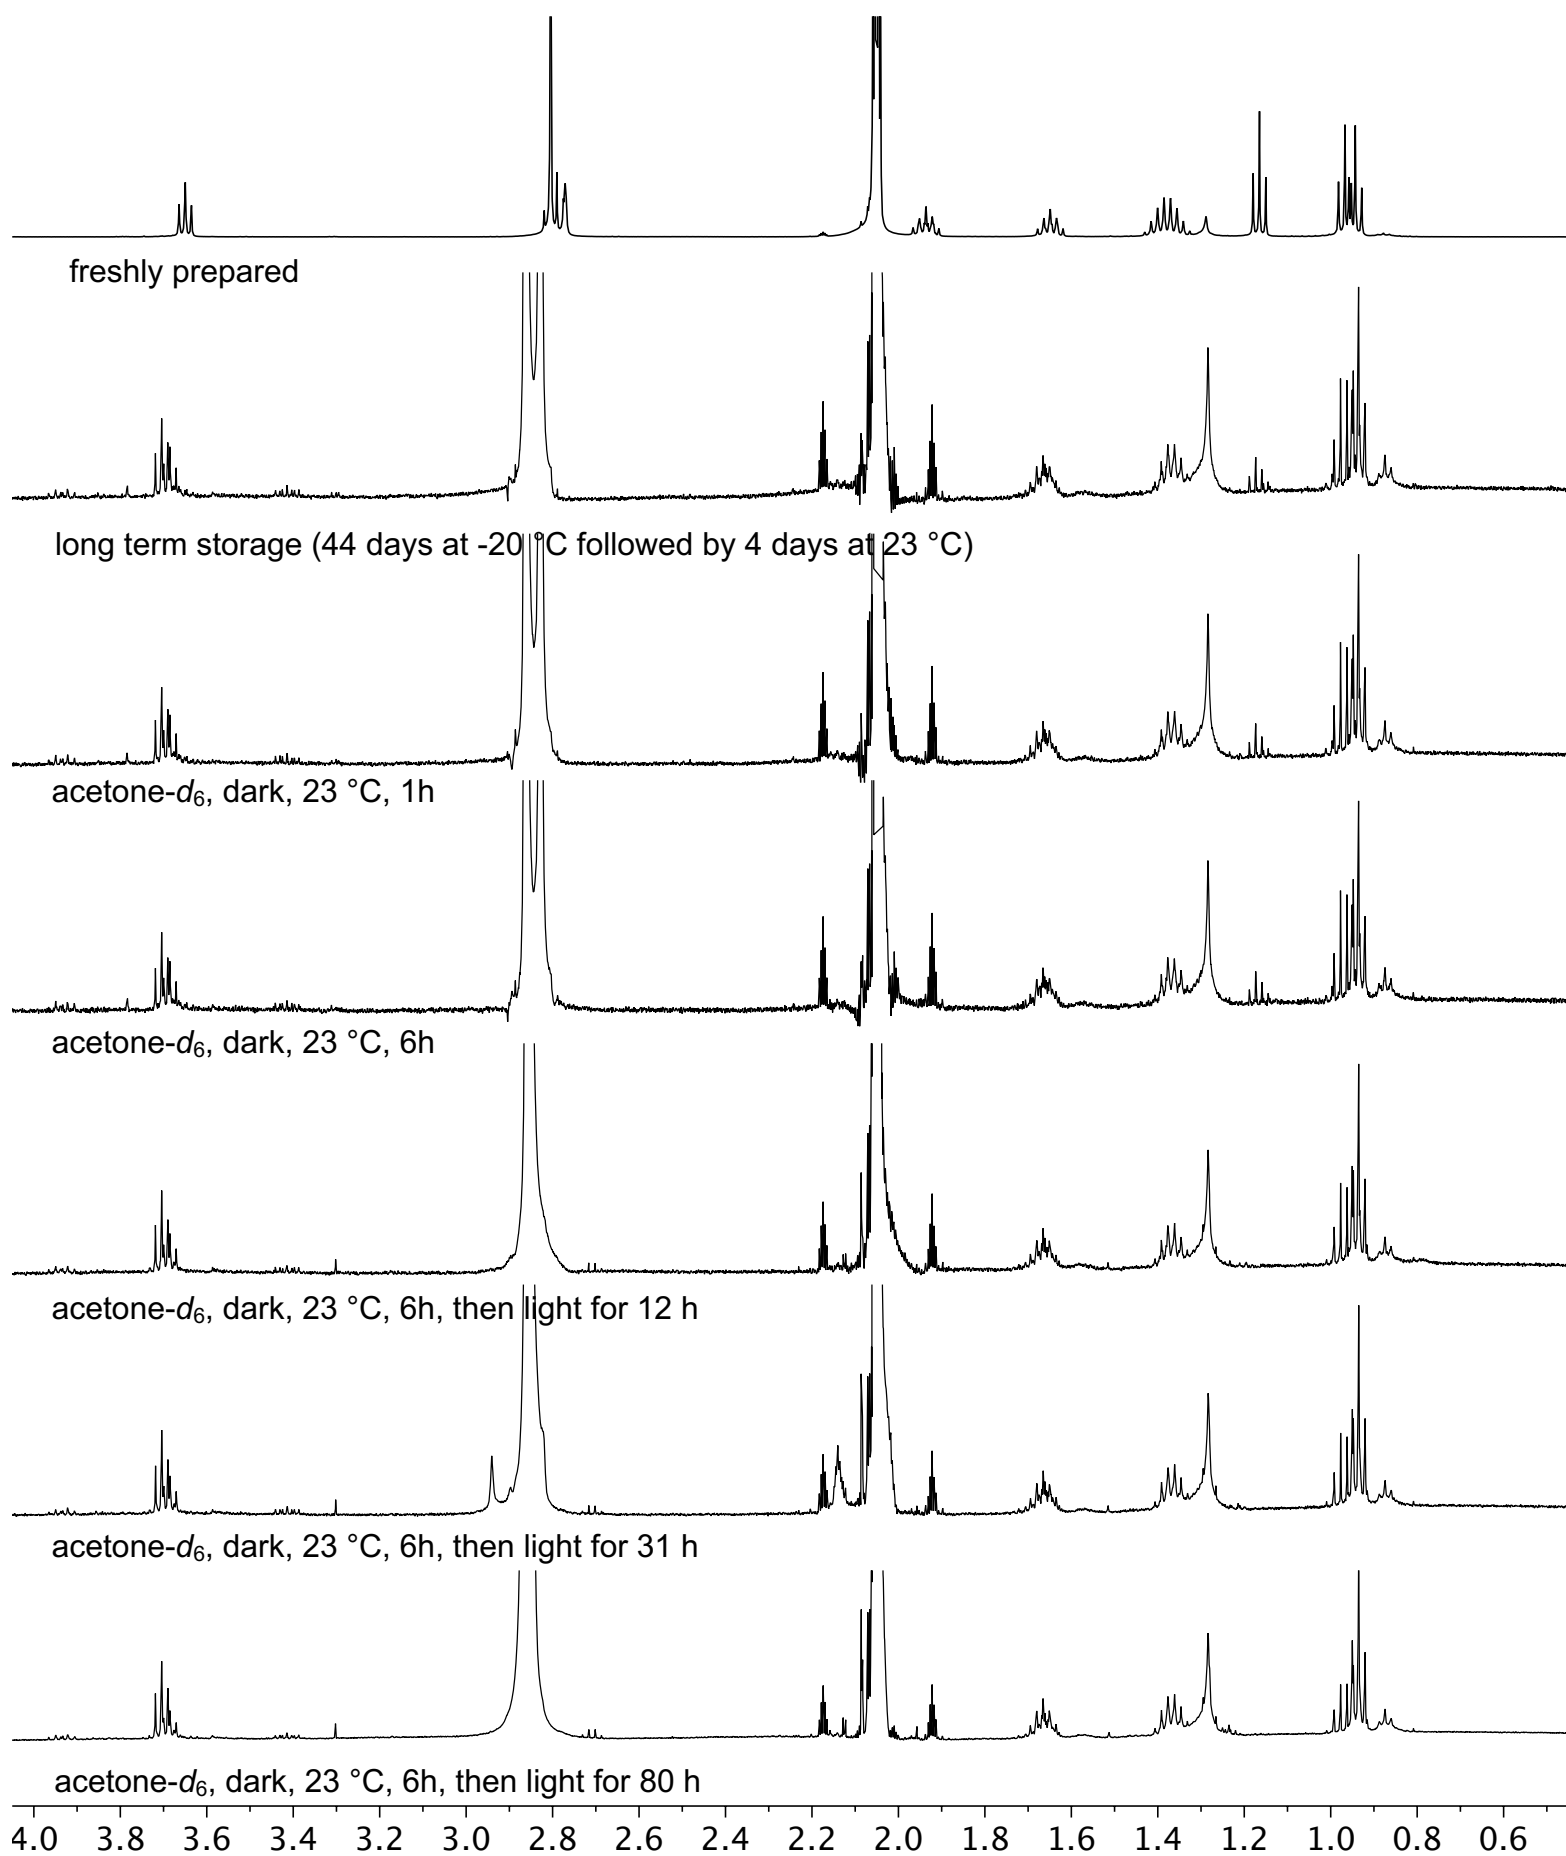 freshly prepared
long term storage (44 days at -20 °C followed by 4 days at 23 °C)
acetone-d₆, dark, 23 °C, 1h
acetone-d₆, dark, 23 °C, 6h
acetone-d₆, dark, 23 °C, 6h, then light for 12 h
acetone-d₆, dark, 23 °C, 6h, then light for 31 h
acetone-d₆, dark, 23 °C, 6h, then light for 80 h
4.0 3.8 3.6 3.4 3.2 3.0 2.8 2.6 2.4 2.2 2.0 1.8 1.6 1.4 1.2 1.0 0.8 0.6